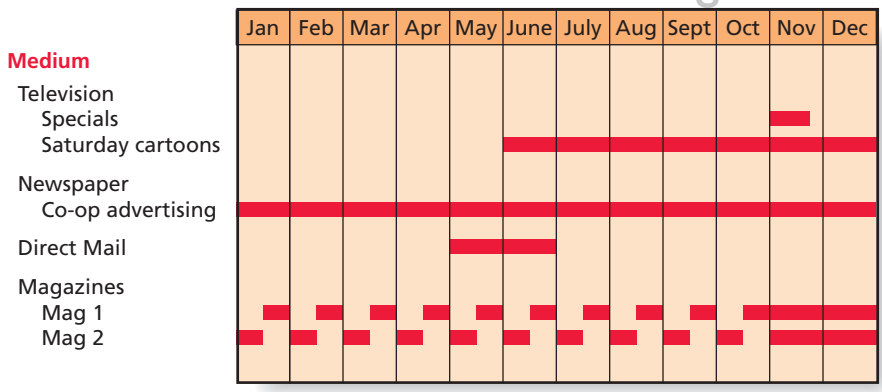 Jan Feb Mar Apr May June July Aug Sept Oct Nov Dec
Medium
Television
Specials
Saturday cartoons
Newspaper
Co-op advertising
Direct Mail
Magazines
Mag 1
Mag 2